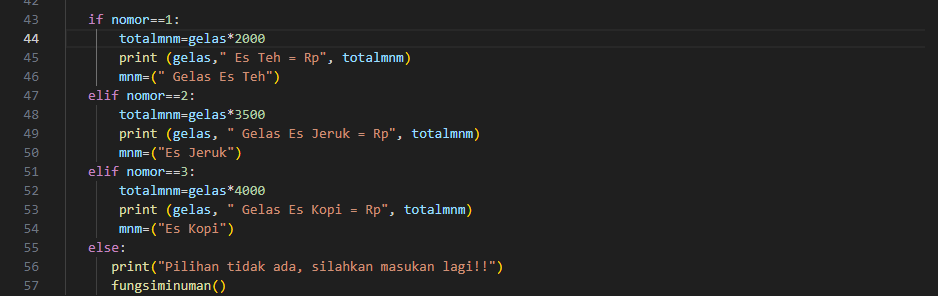 43 if nomor==1:
44 totalmnm=gelas*2000
45 print (gelas," Es Teh = Rp", totalmnm)
46 mnm=(" Gelas Es Teh")
47 elif nomor==2:
48 totalmnm=gelas*3500
49 print (gelas, " Gelas Es Jeruk = Rp", totalmnm)
50 mnm=("Es Jeruk")
51 elif nomor==3:
52 totalmnm=gelas*4000
53 print (gelas, " Gelas Es Kopi = Rp", totalmnm)
54 mnm=("Es Kopi")
55 else:
56 print("Pilihan tidak ada, silahkan masukan lagi!!")
57 fungsiminuman()